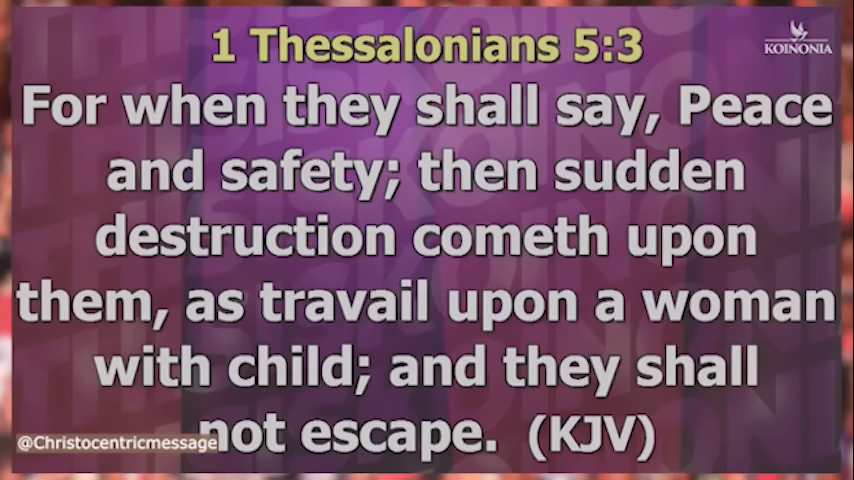 1 Thessalonians 5:3
KOINONIA
For when they shall say, Peace
and safety; then sudden
destruction cometh upon
them, as travail upon a woman
with child; and they shall
not escape. (KJV)
@Christocentricmessage